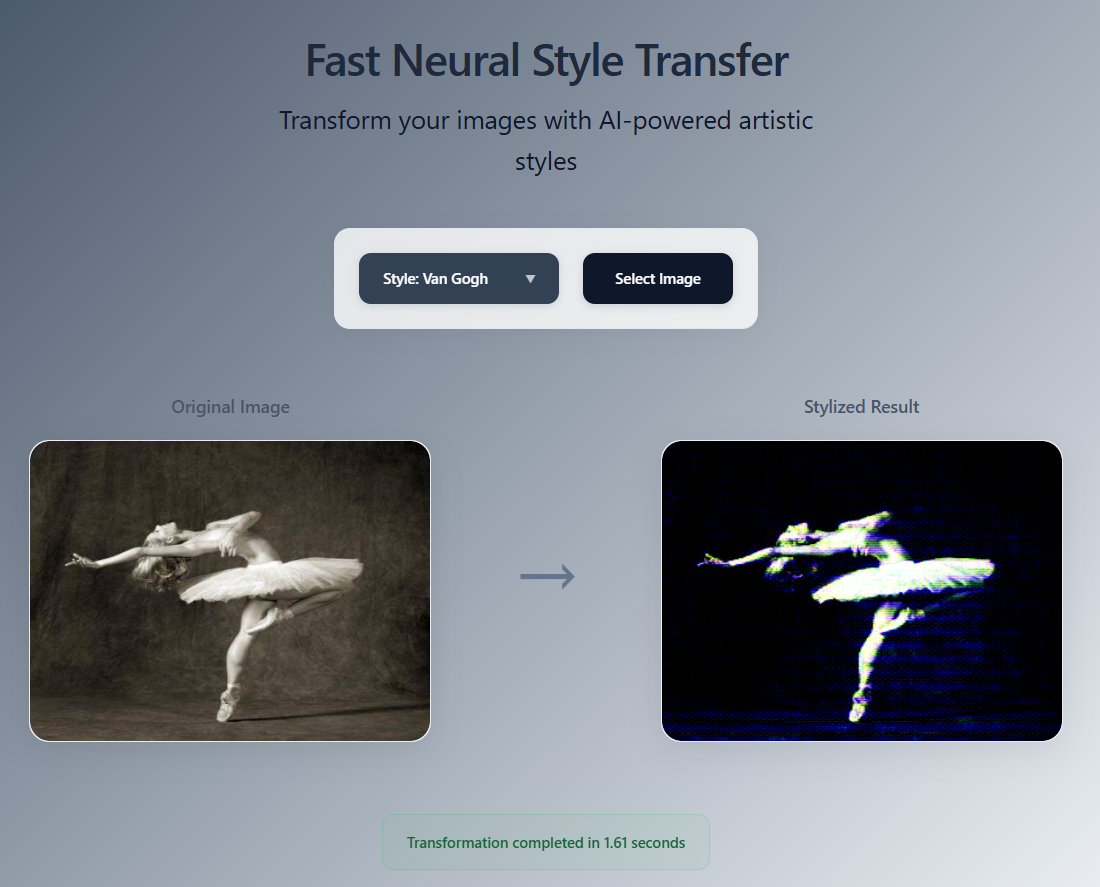 Fast Neural Style Transfer
Transform your images with AI-powered artistic
styles
Style: Van Gogh
Select Image
Original Image
Stylized Result
Transformation completed in 1.61 seconds